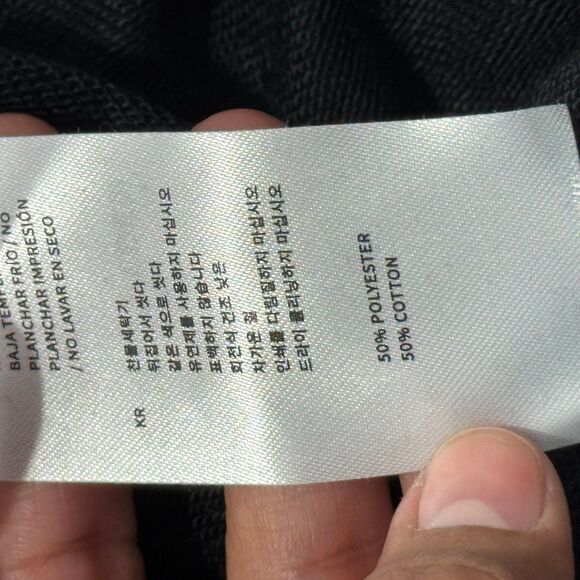 BAJA TEMPE
PLANCHAR FRÍO / NO
PLANCHAR IMPRESIÓN
/ NO LAVAR EN SECO
KR
찬물세탁기
뒤집어서 씻다
같은 색으로 씻다
유연제를 사용하지 마십시오
표백하지 않습니다
회전식 건조 낮은
차가운 철
인쇄를 다림질하지 마십시오
드라이 클리닝하지 마십시오
50% POLYESTER
50% COTTON